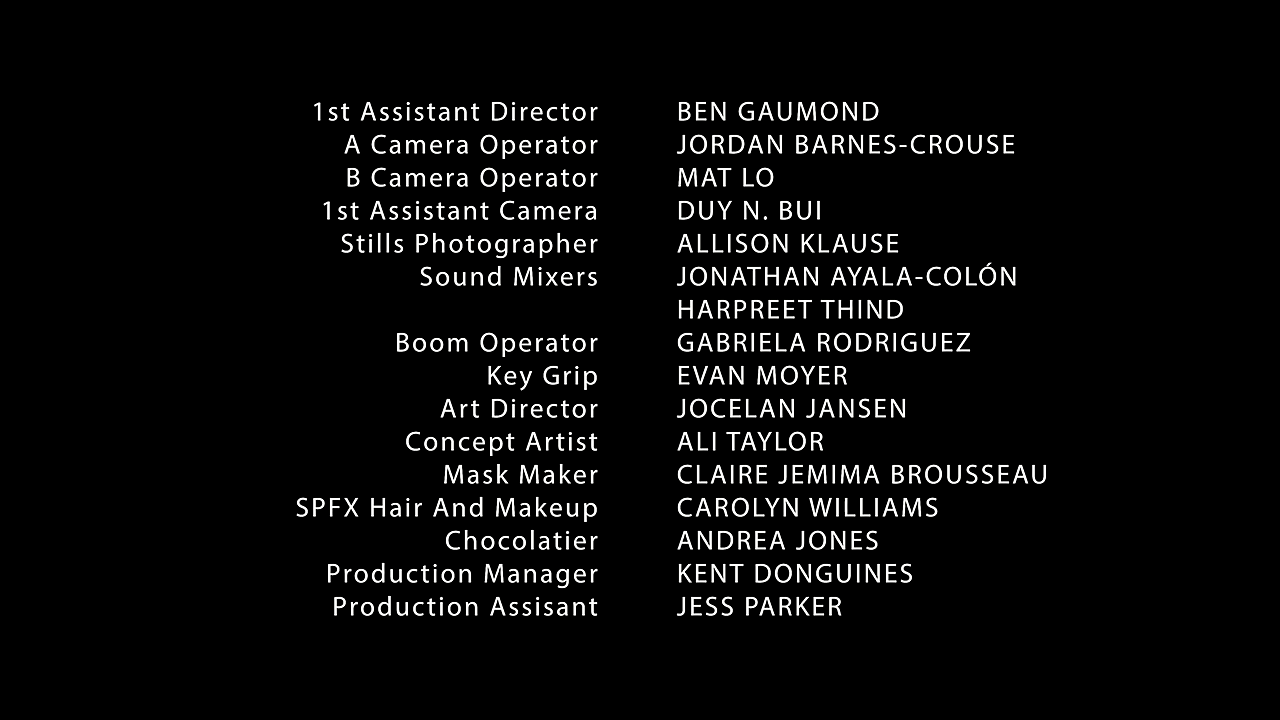 1st Assistant Director BEN GAUMOND
A Camera Operator JORDAN BARNES-CROUSE
B Camera Operator MAT LO
1st Assistant Camera DUY N. BUI
Stills Photographer ALLISON KLAUSE
Sound Mixers JONATHAN AYALA-COLÓN
HARPREET THIND
Boom Operator GABRIELA RODRIGUEZ
Key Grip EVAN MOYER
Art Director JOCELAN JANSEN
Concept Artist ALI TAYLOR
Mask Maker CLAIRE JEMIMA BROUSSEAU
SPFX Hair And Makeup CAROLYN WILLIAMS
Chocolatier ANDREA JONES
Production Manager KENT DONGUINES
Production Assisant JESS PARKER